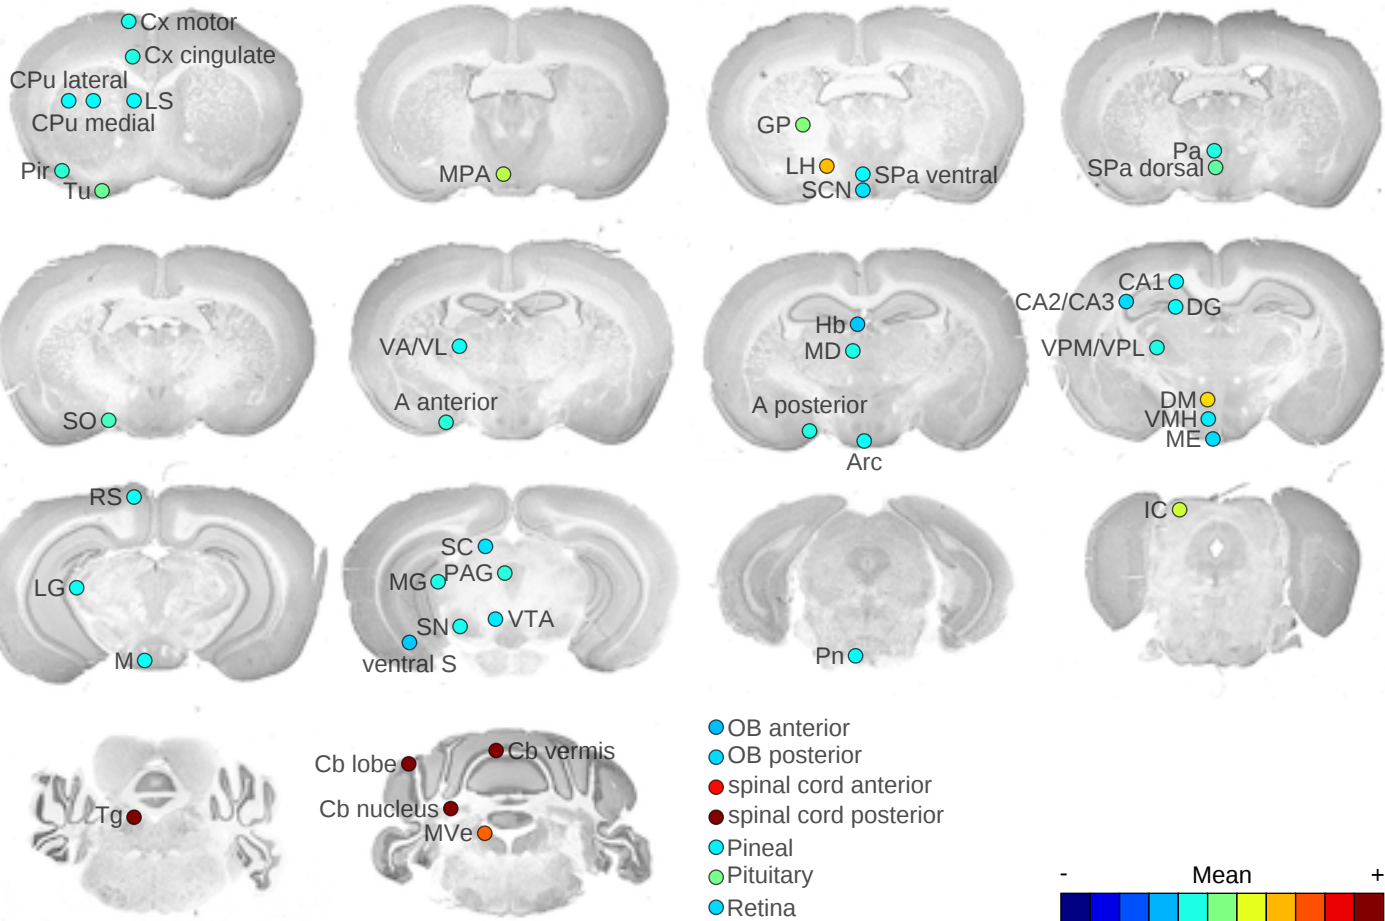 Cx motor
Cx cingulate
CPu lateral
LS
CPu medial
Pir
Tu
MPA
GP
LH
SPa ventral
SCN
Pa
SPa dorsal
SO
VA/VL
A anterior
Hb
MD
A posterior
Arc
CA1
CA2/CA3
DG
VPM/VPL
DM
VMH
ME
RS
LG
M
SC
PAG
MG
VTA
SN
ventral S
Pn
IC
Tg
Cb lobe
Cb vermis
Cb nucleus
MVe
OB anterior
OB posterior
spinal cord anterior
spinal cord posterior
Pineal
Pituitary
Retina
- Mean +